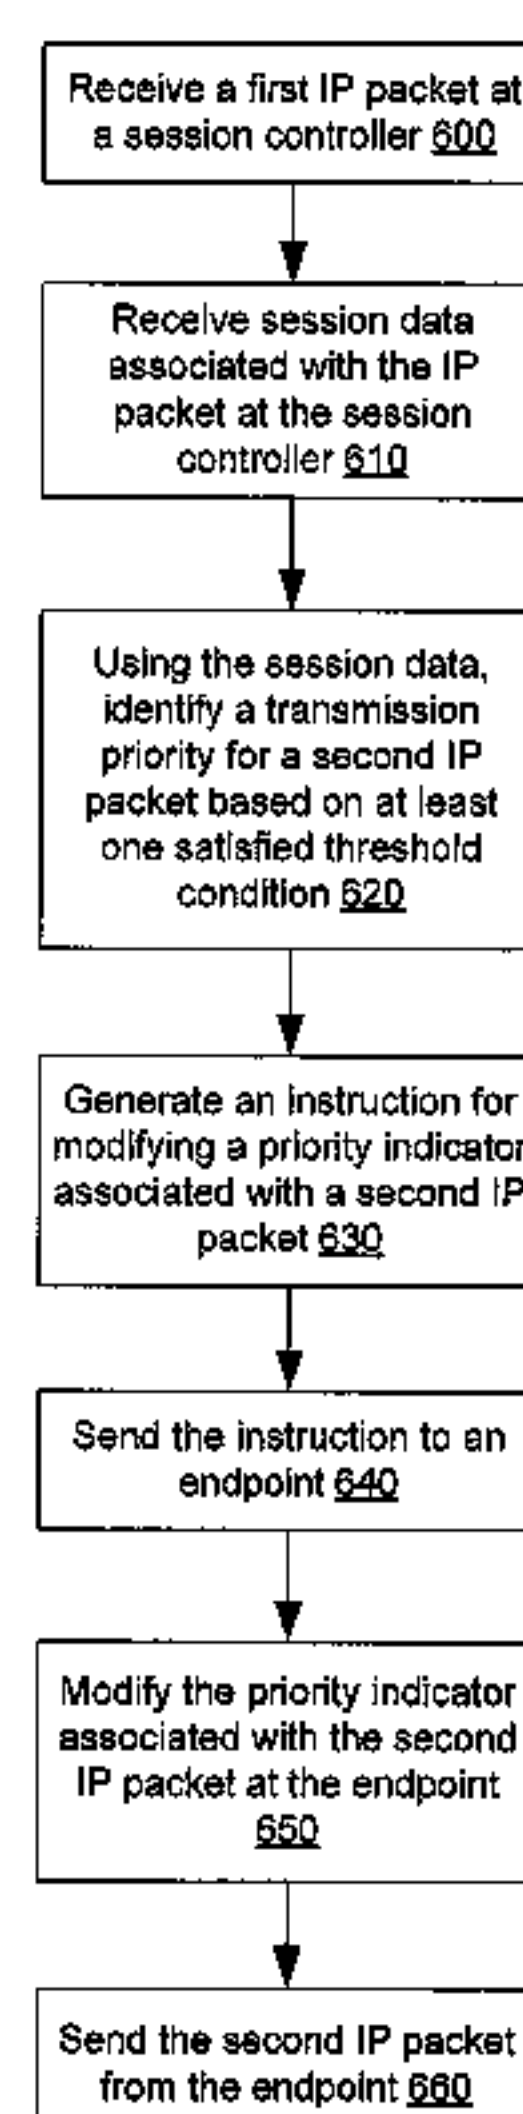 Receive a first IP packet at
a session controller 600
Receive session data
associated with the IP
packet at the session
controller 610
Using the session data,
identify a transmission
priority for a second IP
packet based on at least
one satisfied threshold
condition 620
Generate an instruction for
modifying a priority indicator
associated with a second IP
packet 630
Send the instruction to an
endpoint 640
Modify the priority indicator
associated with the second
IP packet at the endpoint
650
Send the second IP packet
from the endpoint 660